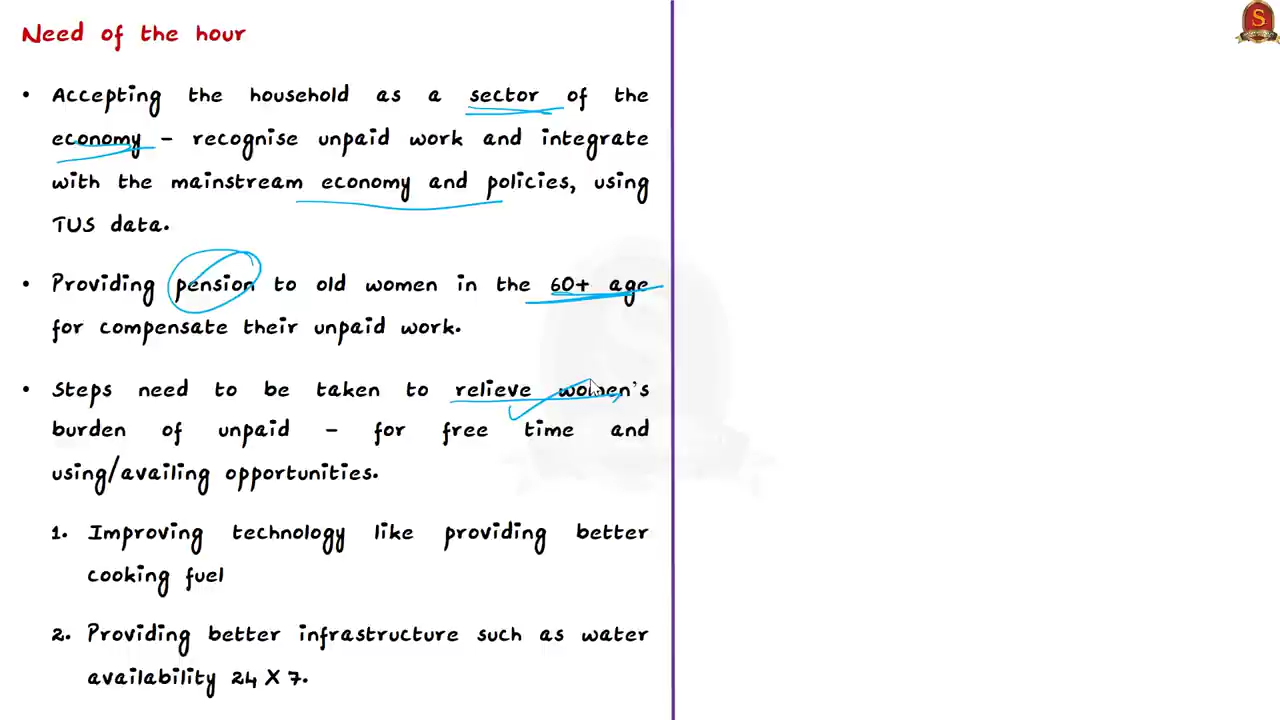 Need of the hour
• Accepting the household as a sector of the
economy – recognise unpaid work and integrate
with the mainstream economy and policies, using
TUS data.
• Providing pension to old women in the 60+ age
for compensate their unpaid work.
• Steps need to be taken to relieve women's
burden of unpaid – for free time and
using/availing opportunities.
1. Improving technology like providing better
cooking fuel
2. Providing better infrastructure such as water
availability 24 X 7.
S